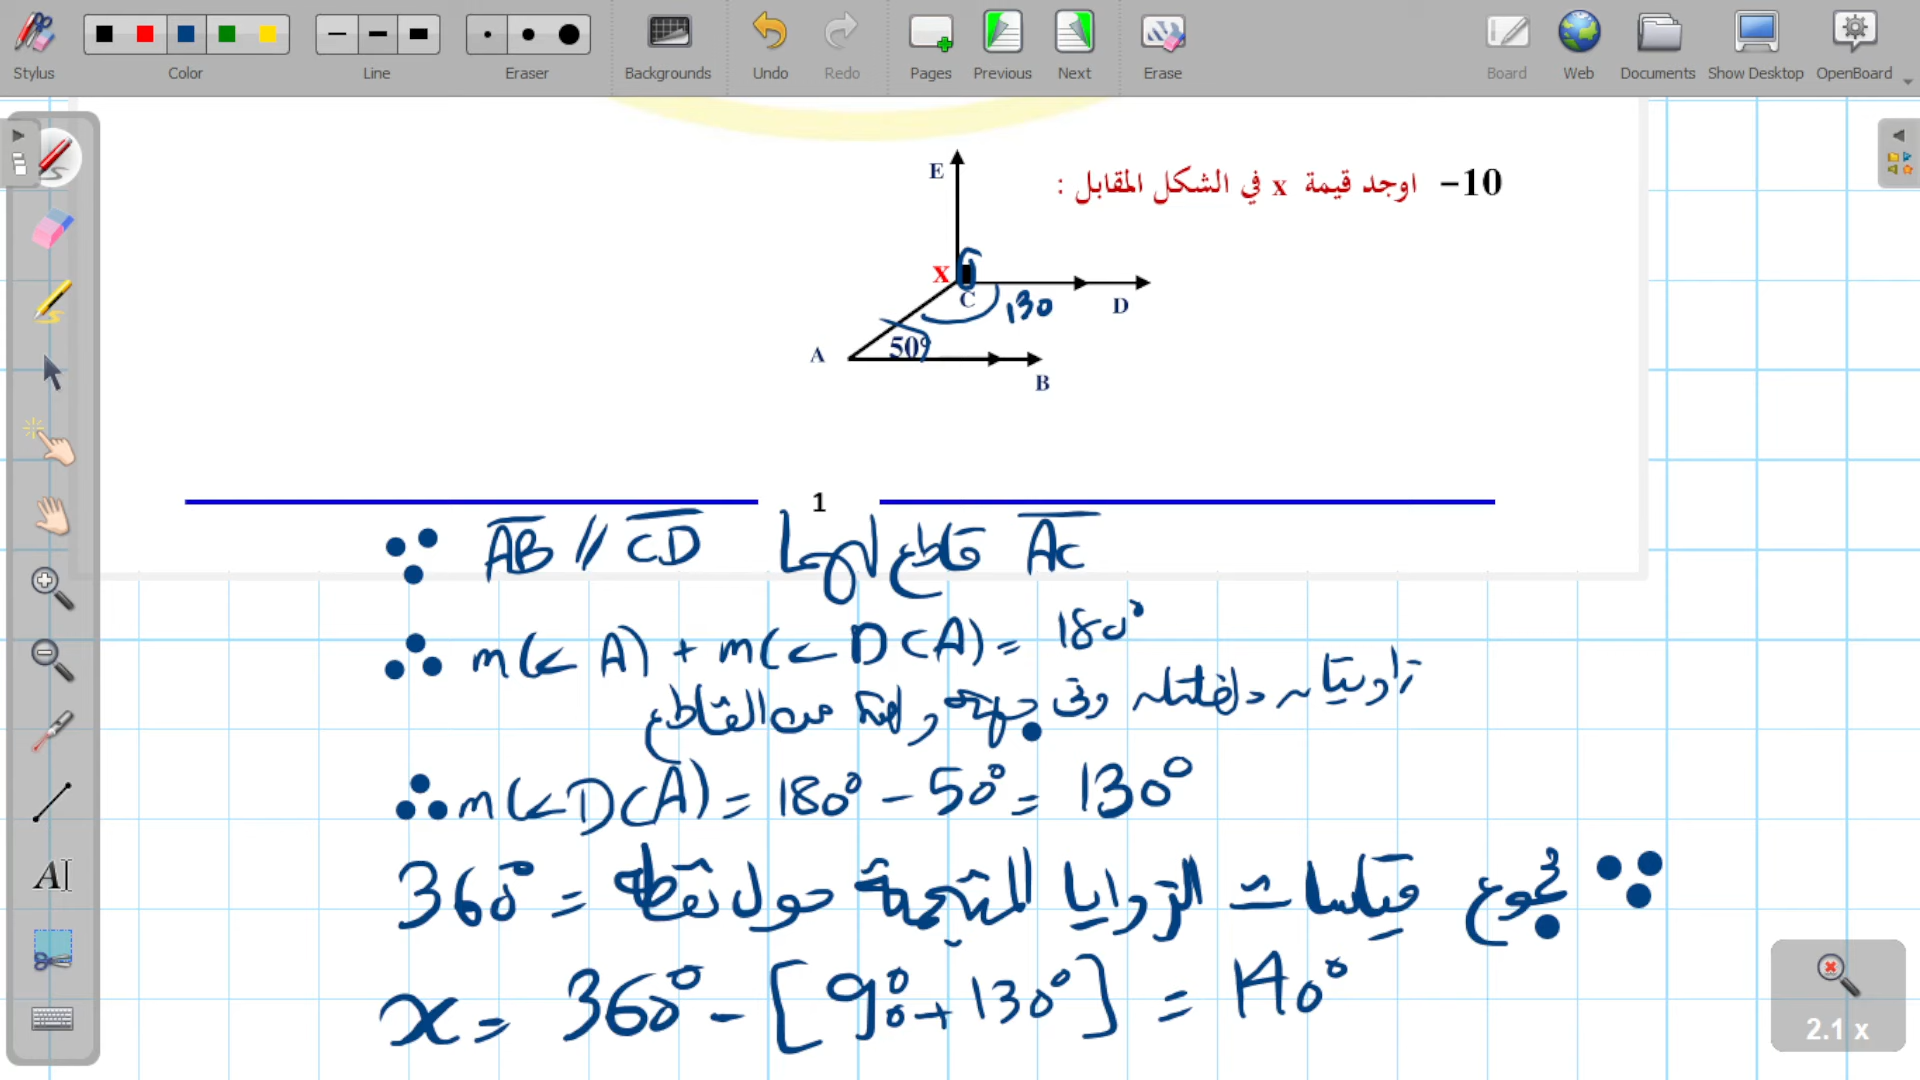 Stylus
Color
Line
Eraser
Backgrounds
Undo
Redo
Pages
Previous
Next
Erase
Board
Web
Documents
Show Desktop
OpenBoard
10- اوجد قيمة x في الشكل المقابل :
E
x
C
130
D
50°
A
B
1
∵ AB // CD قاطع لهما AC
∴ m(∠A) + m(∠DCA) = 180°
زاويتان داخليتان وفي جهة واحدة من القاطع
∴ m(∠DCA) = 180° - 50° = 130°
∵ مجموع قياسات الزوايا المتجمعة حول نقطة = 360°
x = 360° - [90° + 130°] = 140°
2.1 x